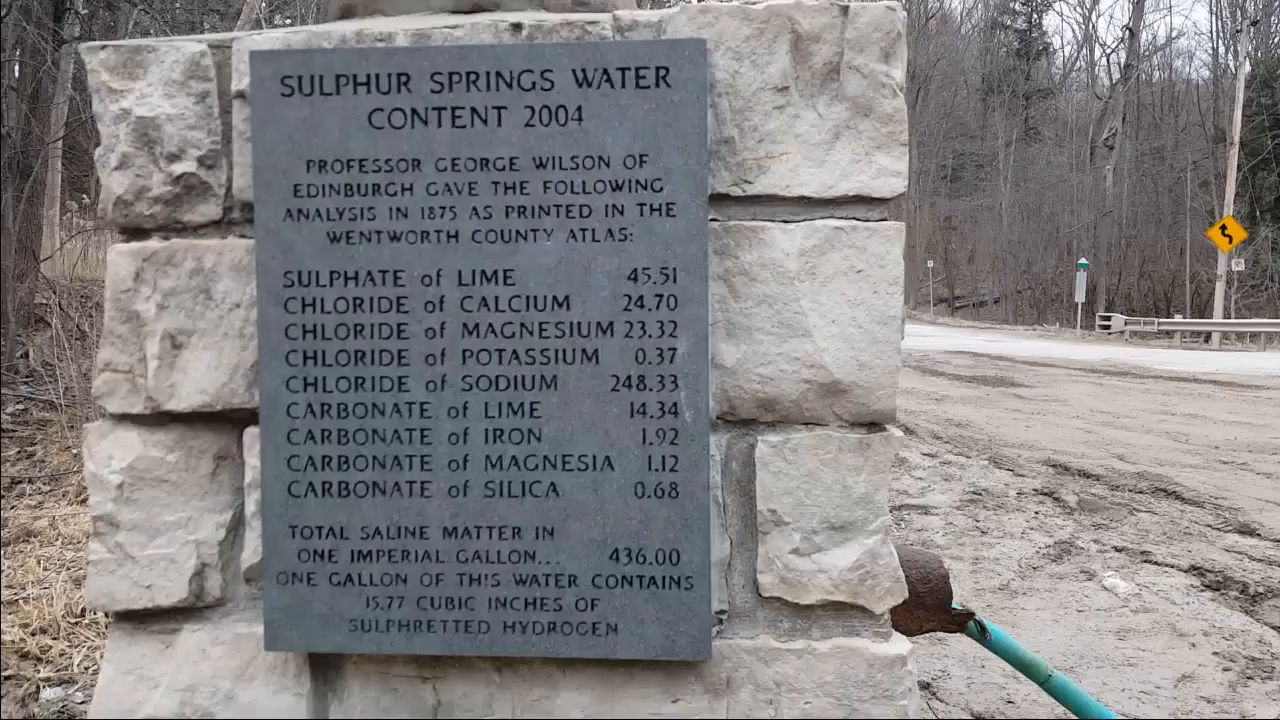 SULPHUR SPRINGS WATER
CONTENT 2004
PROFESSOR GEORGE WILSON OF
EDINBURGH GAVE THE FOLLOWING
ANALYSIS IN 1875 AS PRINTED IN THE
WENTWORTH COUNTY ATLAS:
SULPHATE of LIME 45.51
CHLORIDE of CALCIUM 24.70
CHLORIDE of MAGNESIUM 23.32
CHLORIDE of POTASSIUM 0.37
CHLORIDE of SODIUM 248.33
CARBONATE of LIME 14.34
CARBONATE of IRON 1.92
CARBONATE of MAGNESIA 1.12
CARBONATE of SILICA 0.68
TOTAL SALINE MATTER IN
ONE IMPERIAL GALLON... 436.00
ONE GALLON OF THIS WATER CONTAINS
15.77 CUBIC INCHES OF
SULPHRETTED HYDROGEN